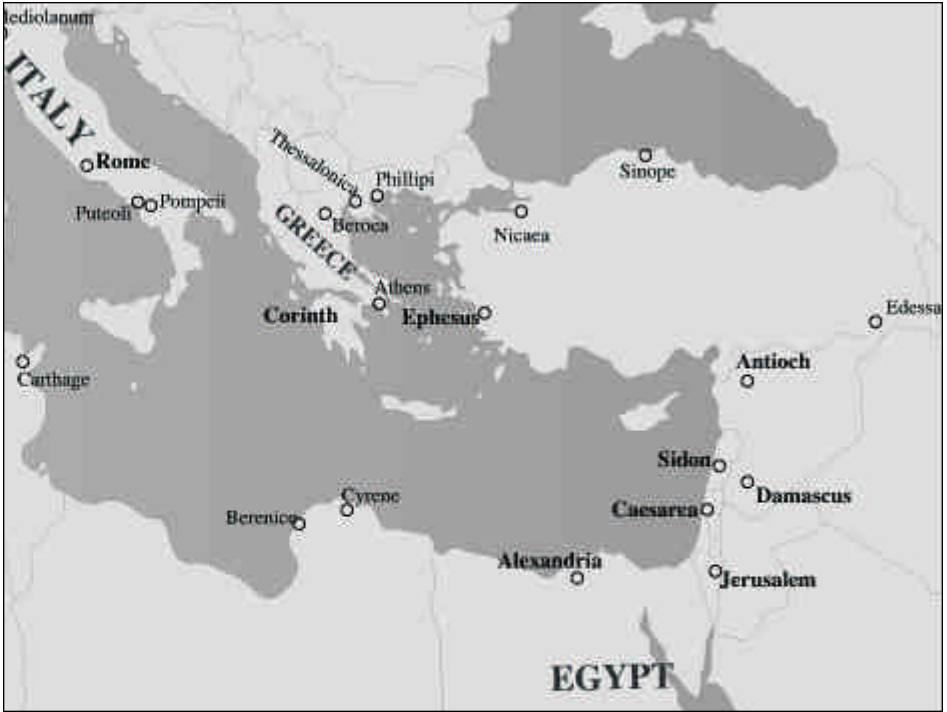 Mediolanum
ITALY
Rome
Puteoli
Pompeii
Thessalonica
Phillipi
GREECE
Beroea
Athens
Corinth
Ephesus
Nicaea
Sinope
Edessa
Antioch
Carthage
Sidon
Damascus
Caesarea
Cyrene
Berenice
Alexandria
Jerusalem
EGYPT